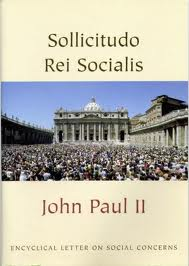 Sollicitudo
Rei Socialis
John Paul II
ENCYCLICAL LETTER ON SOCIAL CONCERNS